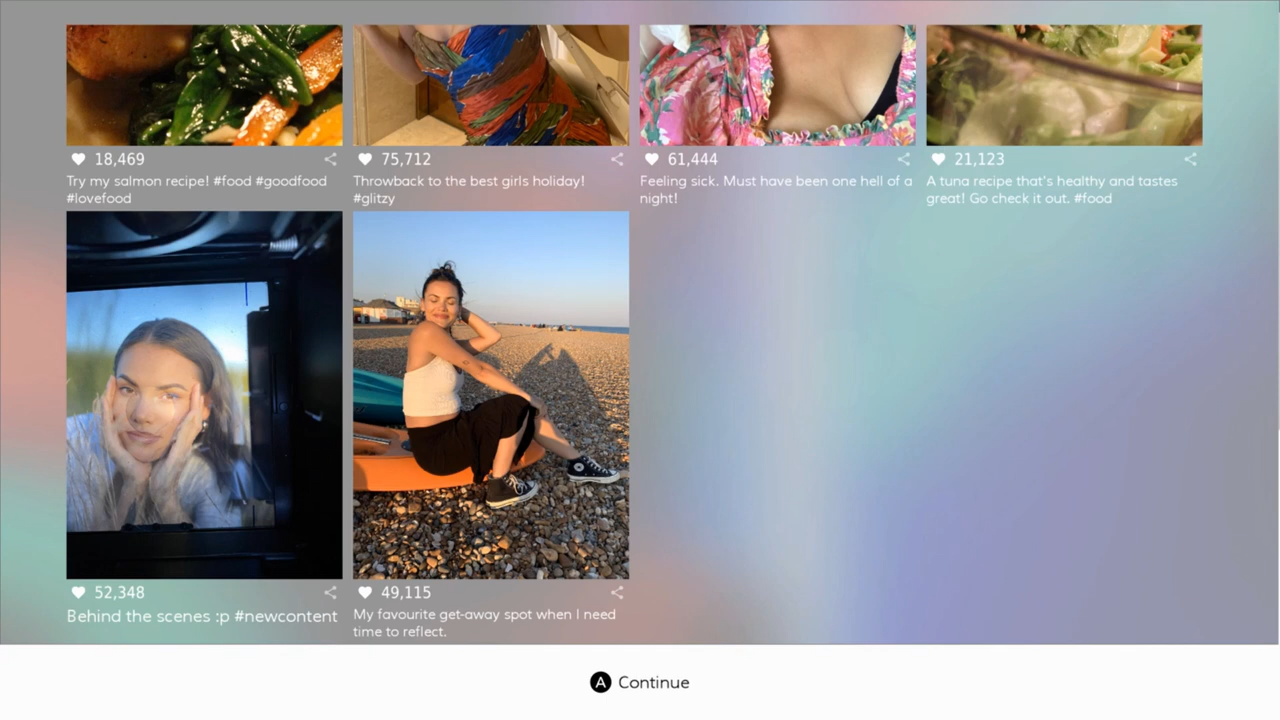 18,469
Try my salmon recipe! #food #goodfood
#lovefood
75,712
Throwback to the best girls holiday!
#glitzy
61,444
Feeling sick. Must have been one hell of a
night!
21,123
A tuna recipe that's healthy and tastes
great! Go check it out. #food
52,348
Behind the scenes :p #newcontent
49,115
My favourite get-away spot when I need
time to reflect.
A Continue